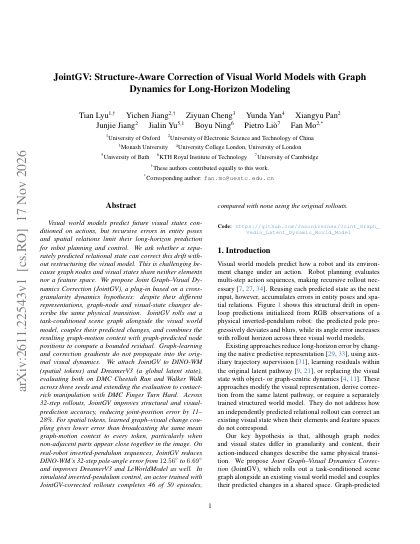 arXiv:2611.22543v1 [cs.RO] 17 Nov 2026
JointGV: Structure-Aware Correction of Visual World Models with Graph
Dynamics for Long-Horizon Modeling
Tian Lyu Yichen Jiang Ziyuan Cheng Yunda Yan Xiangyu Pan
Junjie Jiang Jialin Yu Boyu Ning Pietro Liò Fan Mo
University of Oxford University of Electronic Science and Technology of China
Monash University University College London, University of London
University of Bath KTH Royal Institute of Technology University of Cambridge
These authors contributed equally to this work.
Corresponding author:
Abstract
Visual world models predict future visual states condi-
tioned on actions, but recursive errors in entity poses
and spatial relations limit their long-horizon prediction
for robot planning and control. We ask whether a sepa-
rately predicted relational state can correct this drift with-
out restructuring the visual model. This is challenging
because graph nodes and visual states share neither ele-
ments nor a feature space. We propose Joint Graph–Visual Dy-
namics Correction (JointGV), a plug-in based on a cross-
granularity dynamics hypothesis: despite their different
representations, graph-node and visual-state changes de-
scribe the same physical transition. JointGV rolls out a
task-conditioned scene graph alongside the visual world
model, couples their predicted changes, and combines the
resulting graph-motion context with graph-predicted node
positions to compute a bounded residual. Graph-learning
and correction gradients do not propagate into the orig-
inal visual dynamics. We attach JointGV to DINO-WM
(spatial tokens) and DreamerV3 (a global latent state),
evaluating both on DMC Cheetah Run and Walker Walk
across three seeds and extending the evaluation to contact-
rich manipulation with DMC Finger Turn Hard. Across
32-step rollouts, JointGV improves structural and visual-
prediction accuracy, reducing joint-position error by 11–
28%. For spatial tokens, learned graph–visual change cou-
pling gives lower error than broadcasting the same mean
graph-motion context to every token, particularly when
non-adjacent parts appear close together in the image. On
real-robot inverted-pendulum sequences, JointGV reduces
DINO-WM's 32-step pole-angle error from 12.56° to 6.60°
and improves DreamerV3 and LeWorldModel as well. In
simulated inverted-pendulum control, an actor trained with
JointGV-corrected rollouts completes 46 of 50 episodes,
compared with none using the original rollouts.
Code:
1. Introduction
Visual world models predict how a robot and its environ-
ment change under an action. Robot planning evaluates
multi-step action sequences, making recursive rollout nec-
essary [7, 27, 34]. Reusing each predicted state as the next
input, however, accumulates errors in entity poses and spa-
tial relations. Figure 1 shows this structural drift in open-
loop predictions initialized from RGB observations of a
physical inverted-pendulum robot: the predicted pole pro-
gressively deviates and blurs, while its angle error increases
with rollout horizon across three visual world models.
Existing approaches reduce long-horizon error by chang-
ing the native predictive representation [29, 33], using aux-
iliary trajectory supervision [31], learning residuals within
the original latent pathway [9, 21], or replacing the visual
state with object- or graph-centric dynamics [4, 11]. These
approaches modify the visual representation, derive correc-
tion from the same latent pathway, or require a separately
trained structured world model. They do not address how
an independently predicted relational rollout can correct an
existing visual state when their elements and feature spaces
do not correspond.
Our key hypothesis is that, although graph nodes
and visual states differ in granularity and content, their
action-induced changes describe the same physical transi-
tion. We propose Joint Graph–Visual Dynamics Correc-
tion (JointGV), which rolls out a task-conditioned scene
graph alongside an existing visual world model and couples
their predicted changes in a shared space. Graph-predicted
1